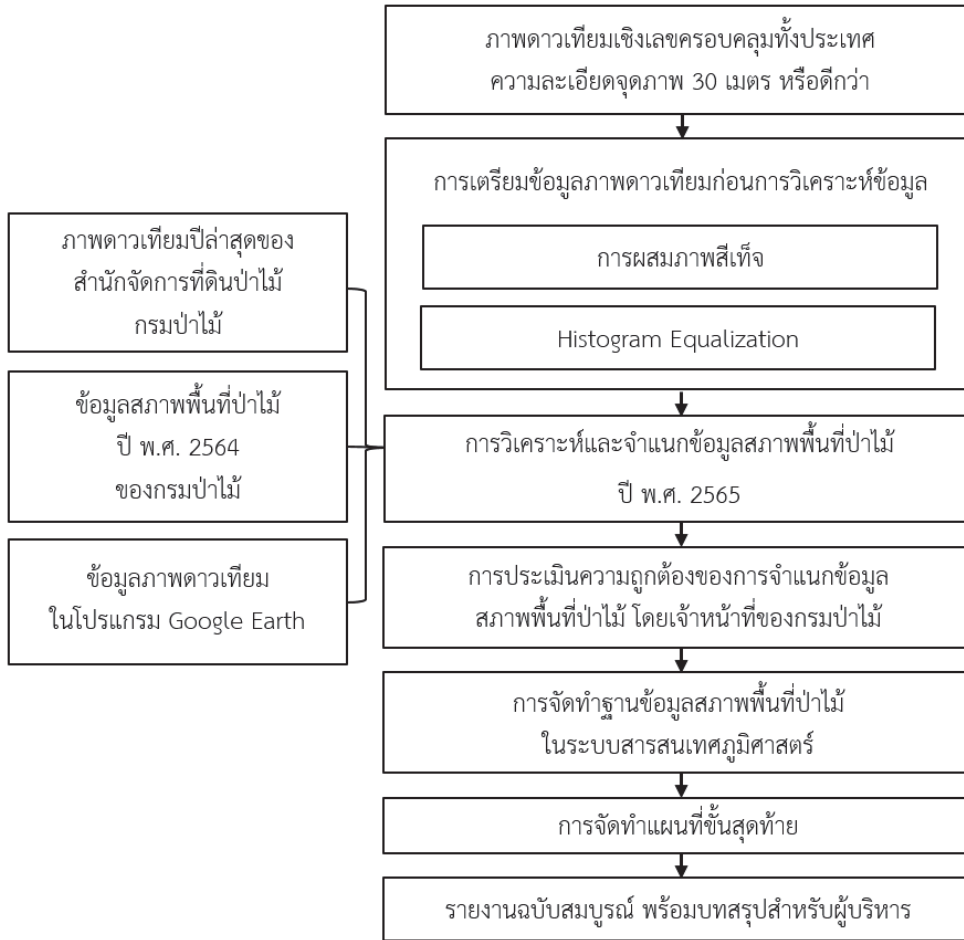 ภาพดาวเทียมเชิงเลขครอบคลุมทั้งประเทศ
ความละเอียดจุดภาพ 30 เมตร หรือดีกว่า
การเตรียมข้อมูลภาพดาวเทียมก่อนการวิเคราะห์ข้อมูล
การผสมภาพสีเท็จ
Histogram Equalization
ภาพดาวเทียมปีล่าสุดของ
สำนักจัดการที่ดินป่าไม้
กรมป่าไม้
ข้อมูลสภาพพื้นที่ป่าไม้
ปี พ.ศ. 2564
ของกรมป่าไม้
ข้อมูลภาพดาวเทียม
ในโปรแกรม Google Earth
การวิเคราะห์และจำแนกข้อมูลสภาพพื้นที่ป่าไม้
ปี พ.ศ. 2565
การประเมินความถูกต้องของการจำแนกข้อมูล
สภาพพื้นที่ป่าไม้ โดยเจ้าหน้าที่ของกรมป่าไม้
การจัดทำฐานข้อมูลสภาพพื้นที่ป่าไม้
ในระบบสารสนเทศภูมิศาสตร์
การจัดทำแผนที่ขั้นสุดท้าย
รายงานฉบับสมบูรณ์ พร้อมบทสรุปสำหรับผู้บริหาร